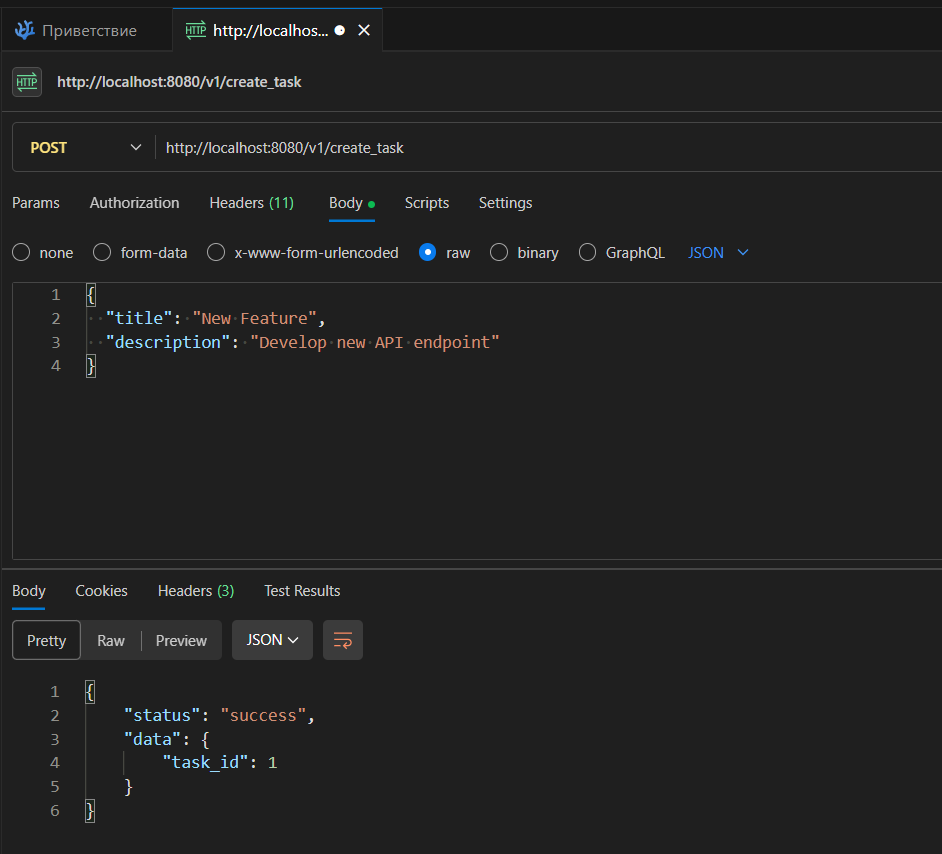 Приветствие HTTP http://localhos...
HTTP http://localhost:8080/v1/create_task
POST http://localhost:8080/v1/create_task
Params Authorization Headers (11) Body Scripts Settings
none form-data x-www-form-urlencoded raw binary GraphQL JSON
1 {
2 "title": "New Feature",
3 "description": "Develop new API endpoint"
4 }
Body Cookies Headers (3) Test Results
Pretty Raw Preview JSON
1 {
2 "status": "success",
3 "data": {
4 "task_id": 1
5 }
6 }